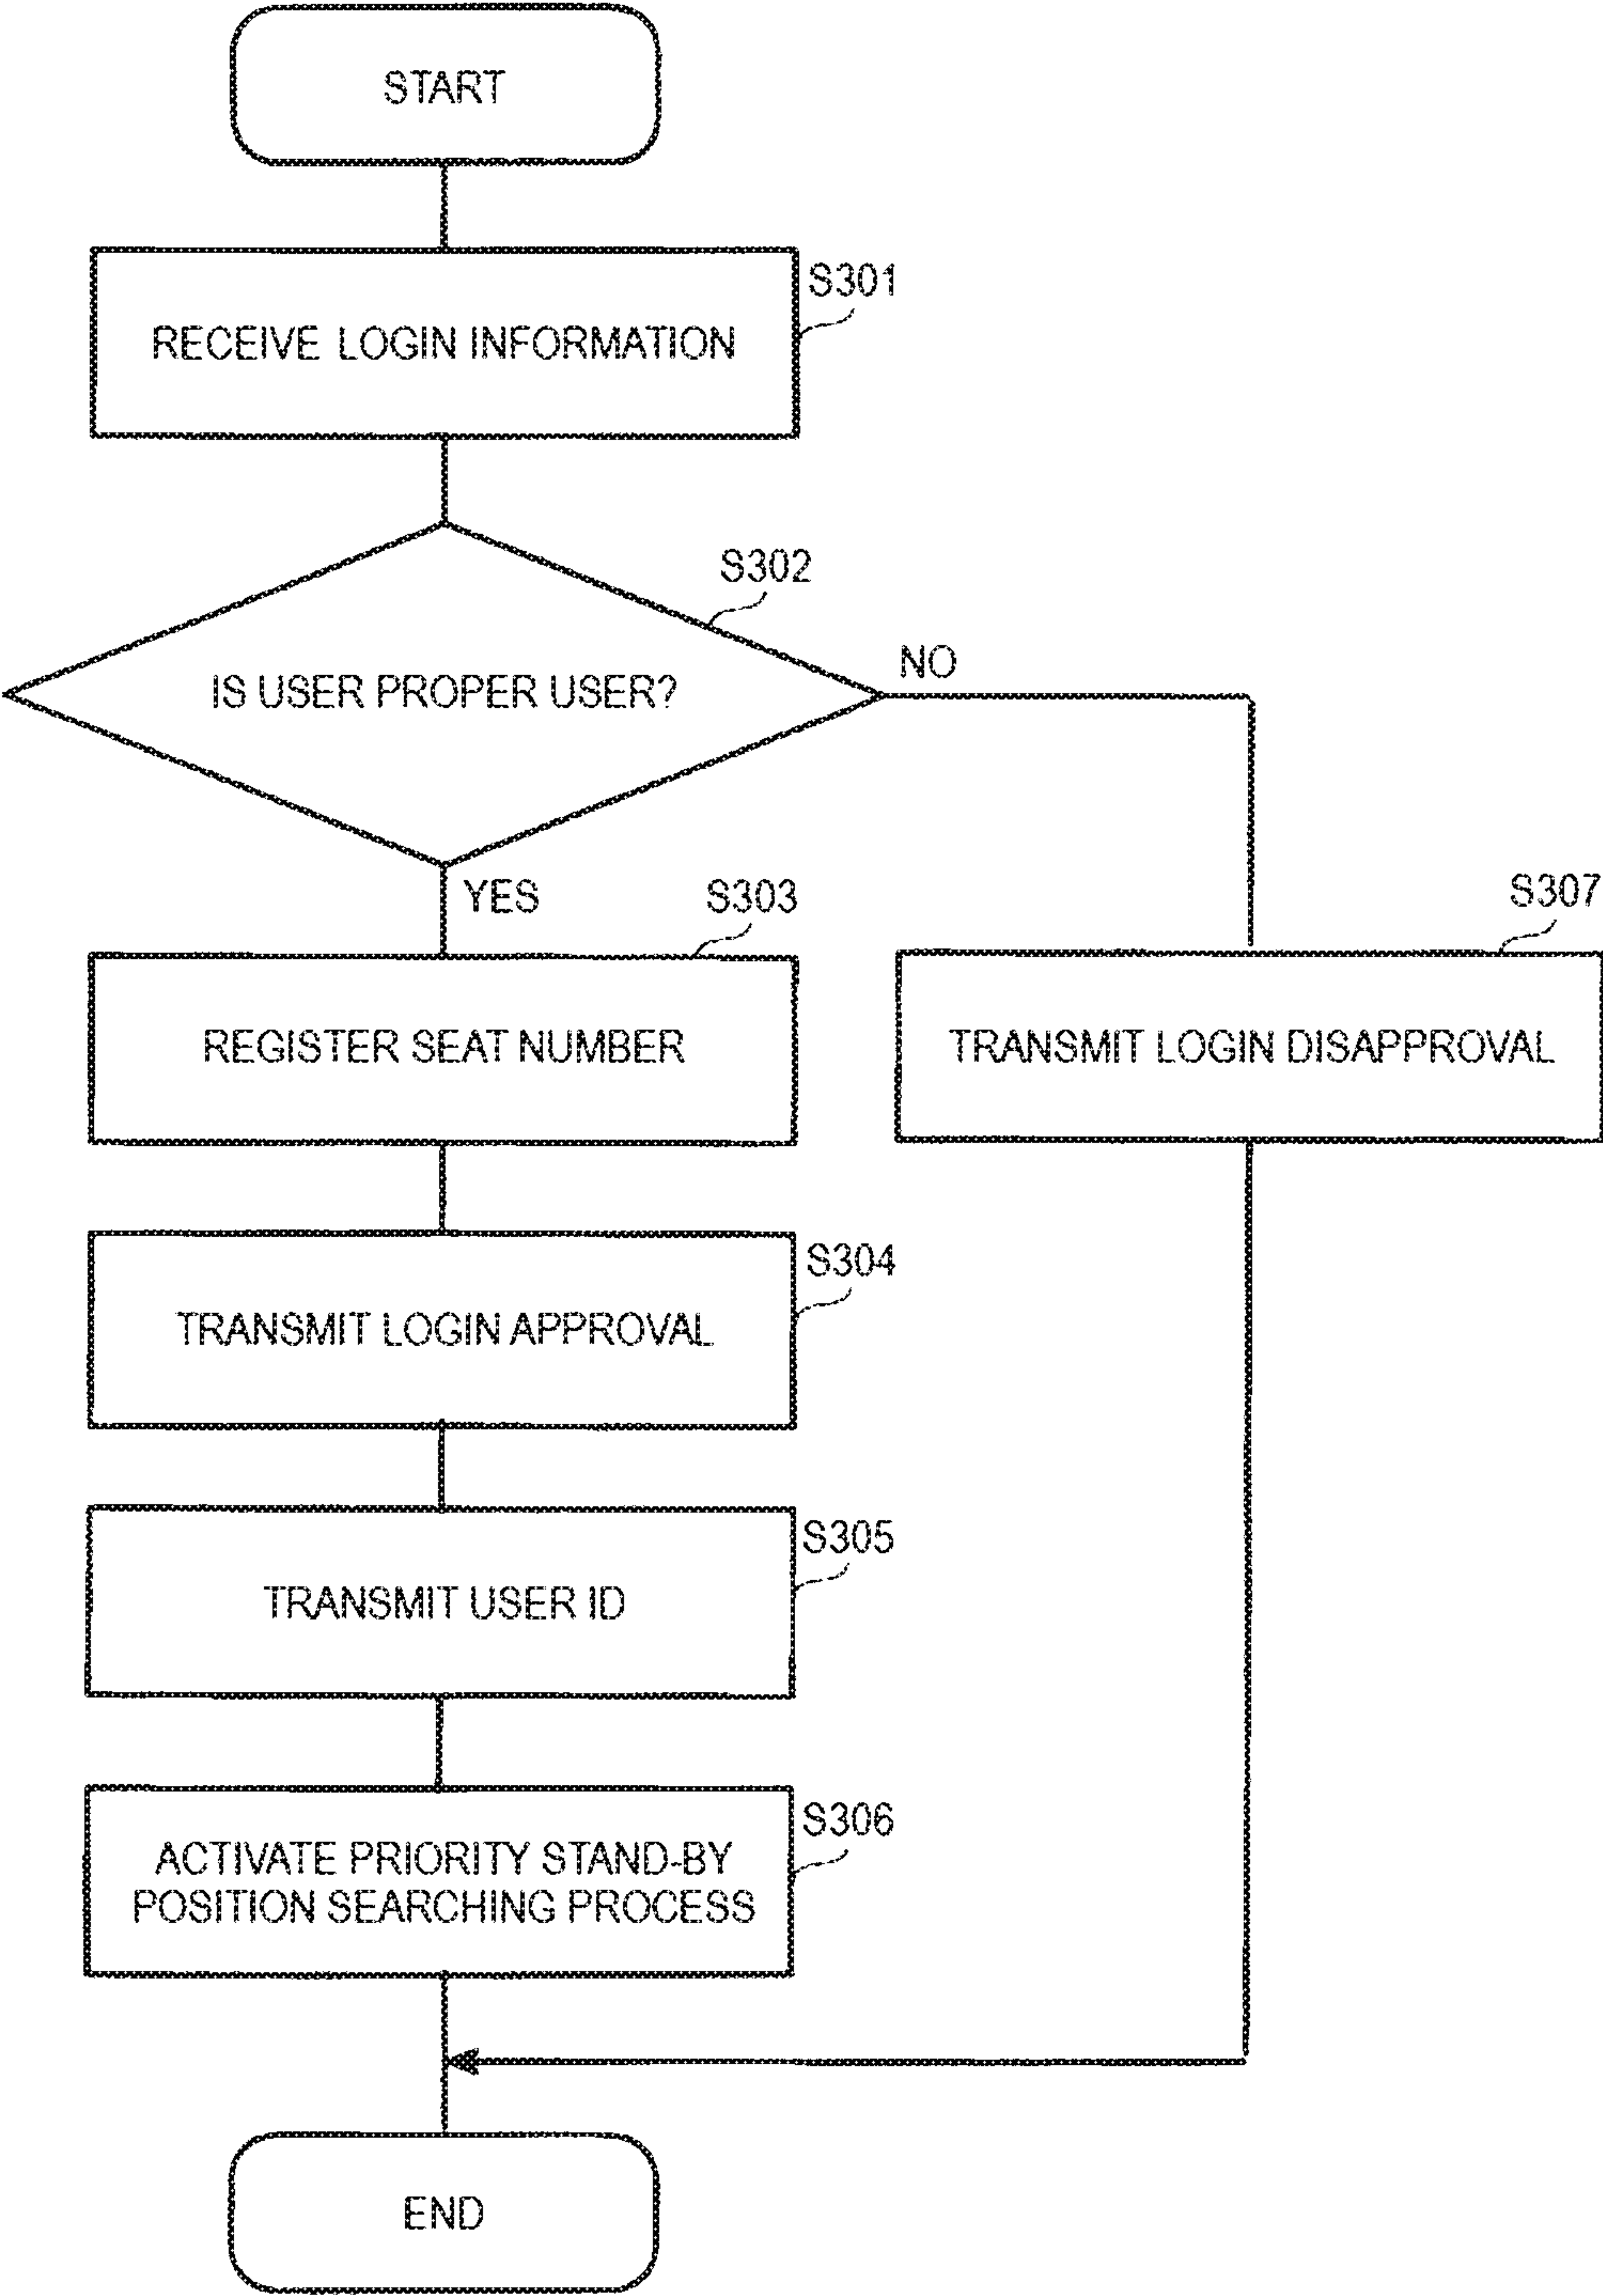 START
S301
RECEIVE LOGIN INFORMATION
S302
IS USER PROPER USER?
NO
YES
S303
S307
REGISTER SEAT NUMBER
TRANSMIT LOGIN DISAPPROVAL
S304
TRANSMIT LOGIN APPROVAL
S305
TRANSMIT USER ID
S306
ACTIVATE PRIORITY STAND-BY
POSITION SEARCHING PROCESS
END